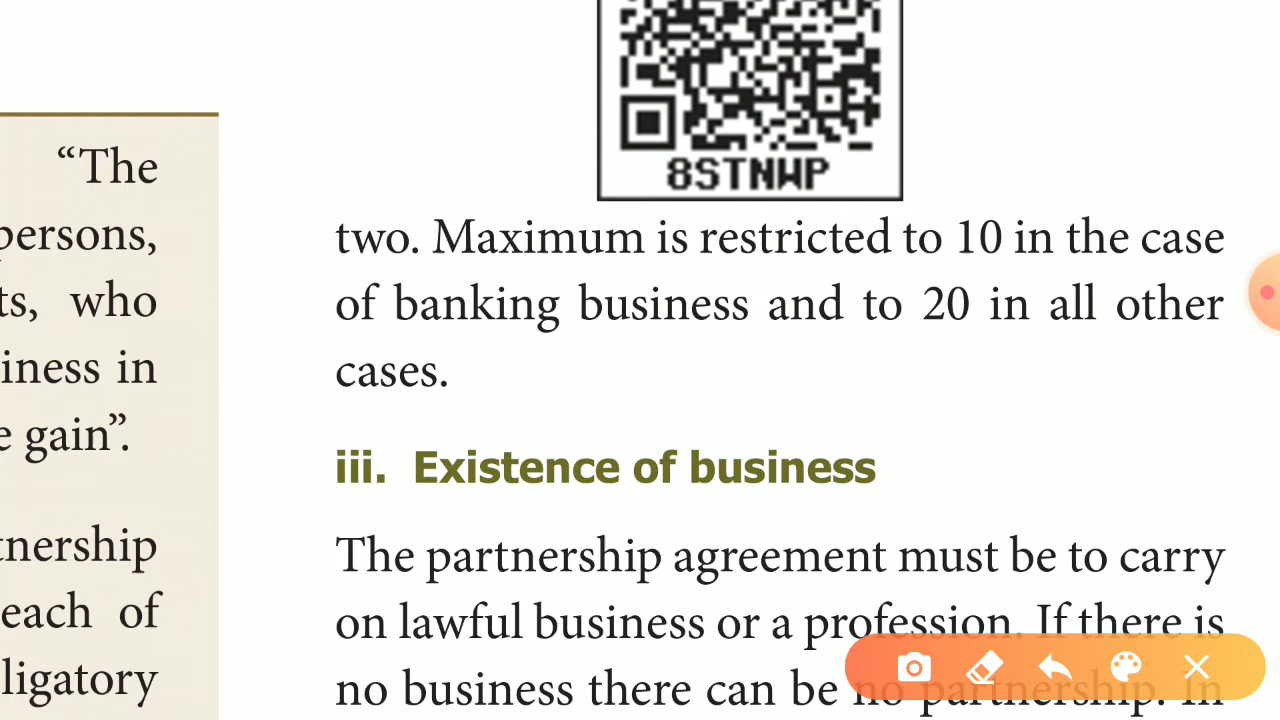 “The
persons,
ts, who
iness in
e gain”.
tnership
each of
ligatory
8STNWP
two. Maximum is restricted to 10 in the case
of banking business and to 20 in all other
cases.
iii. Existence of business
The partnership agreement must be to carry
on lawful business or a profession. If there is
no business there can be no partnership. In